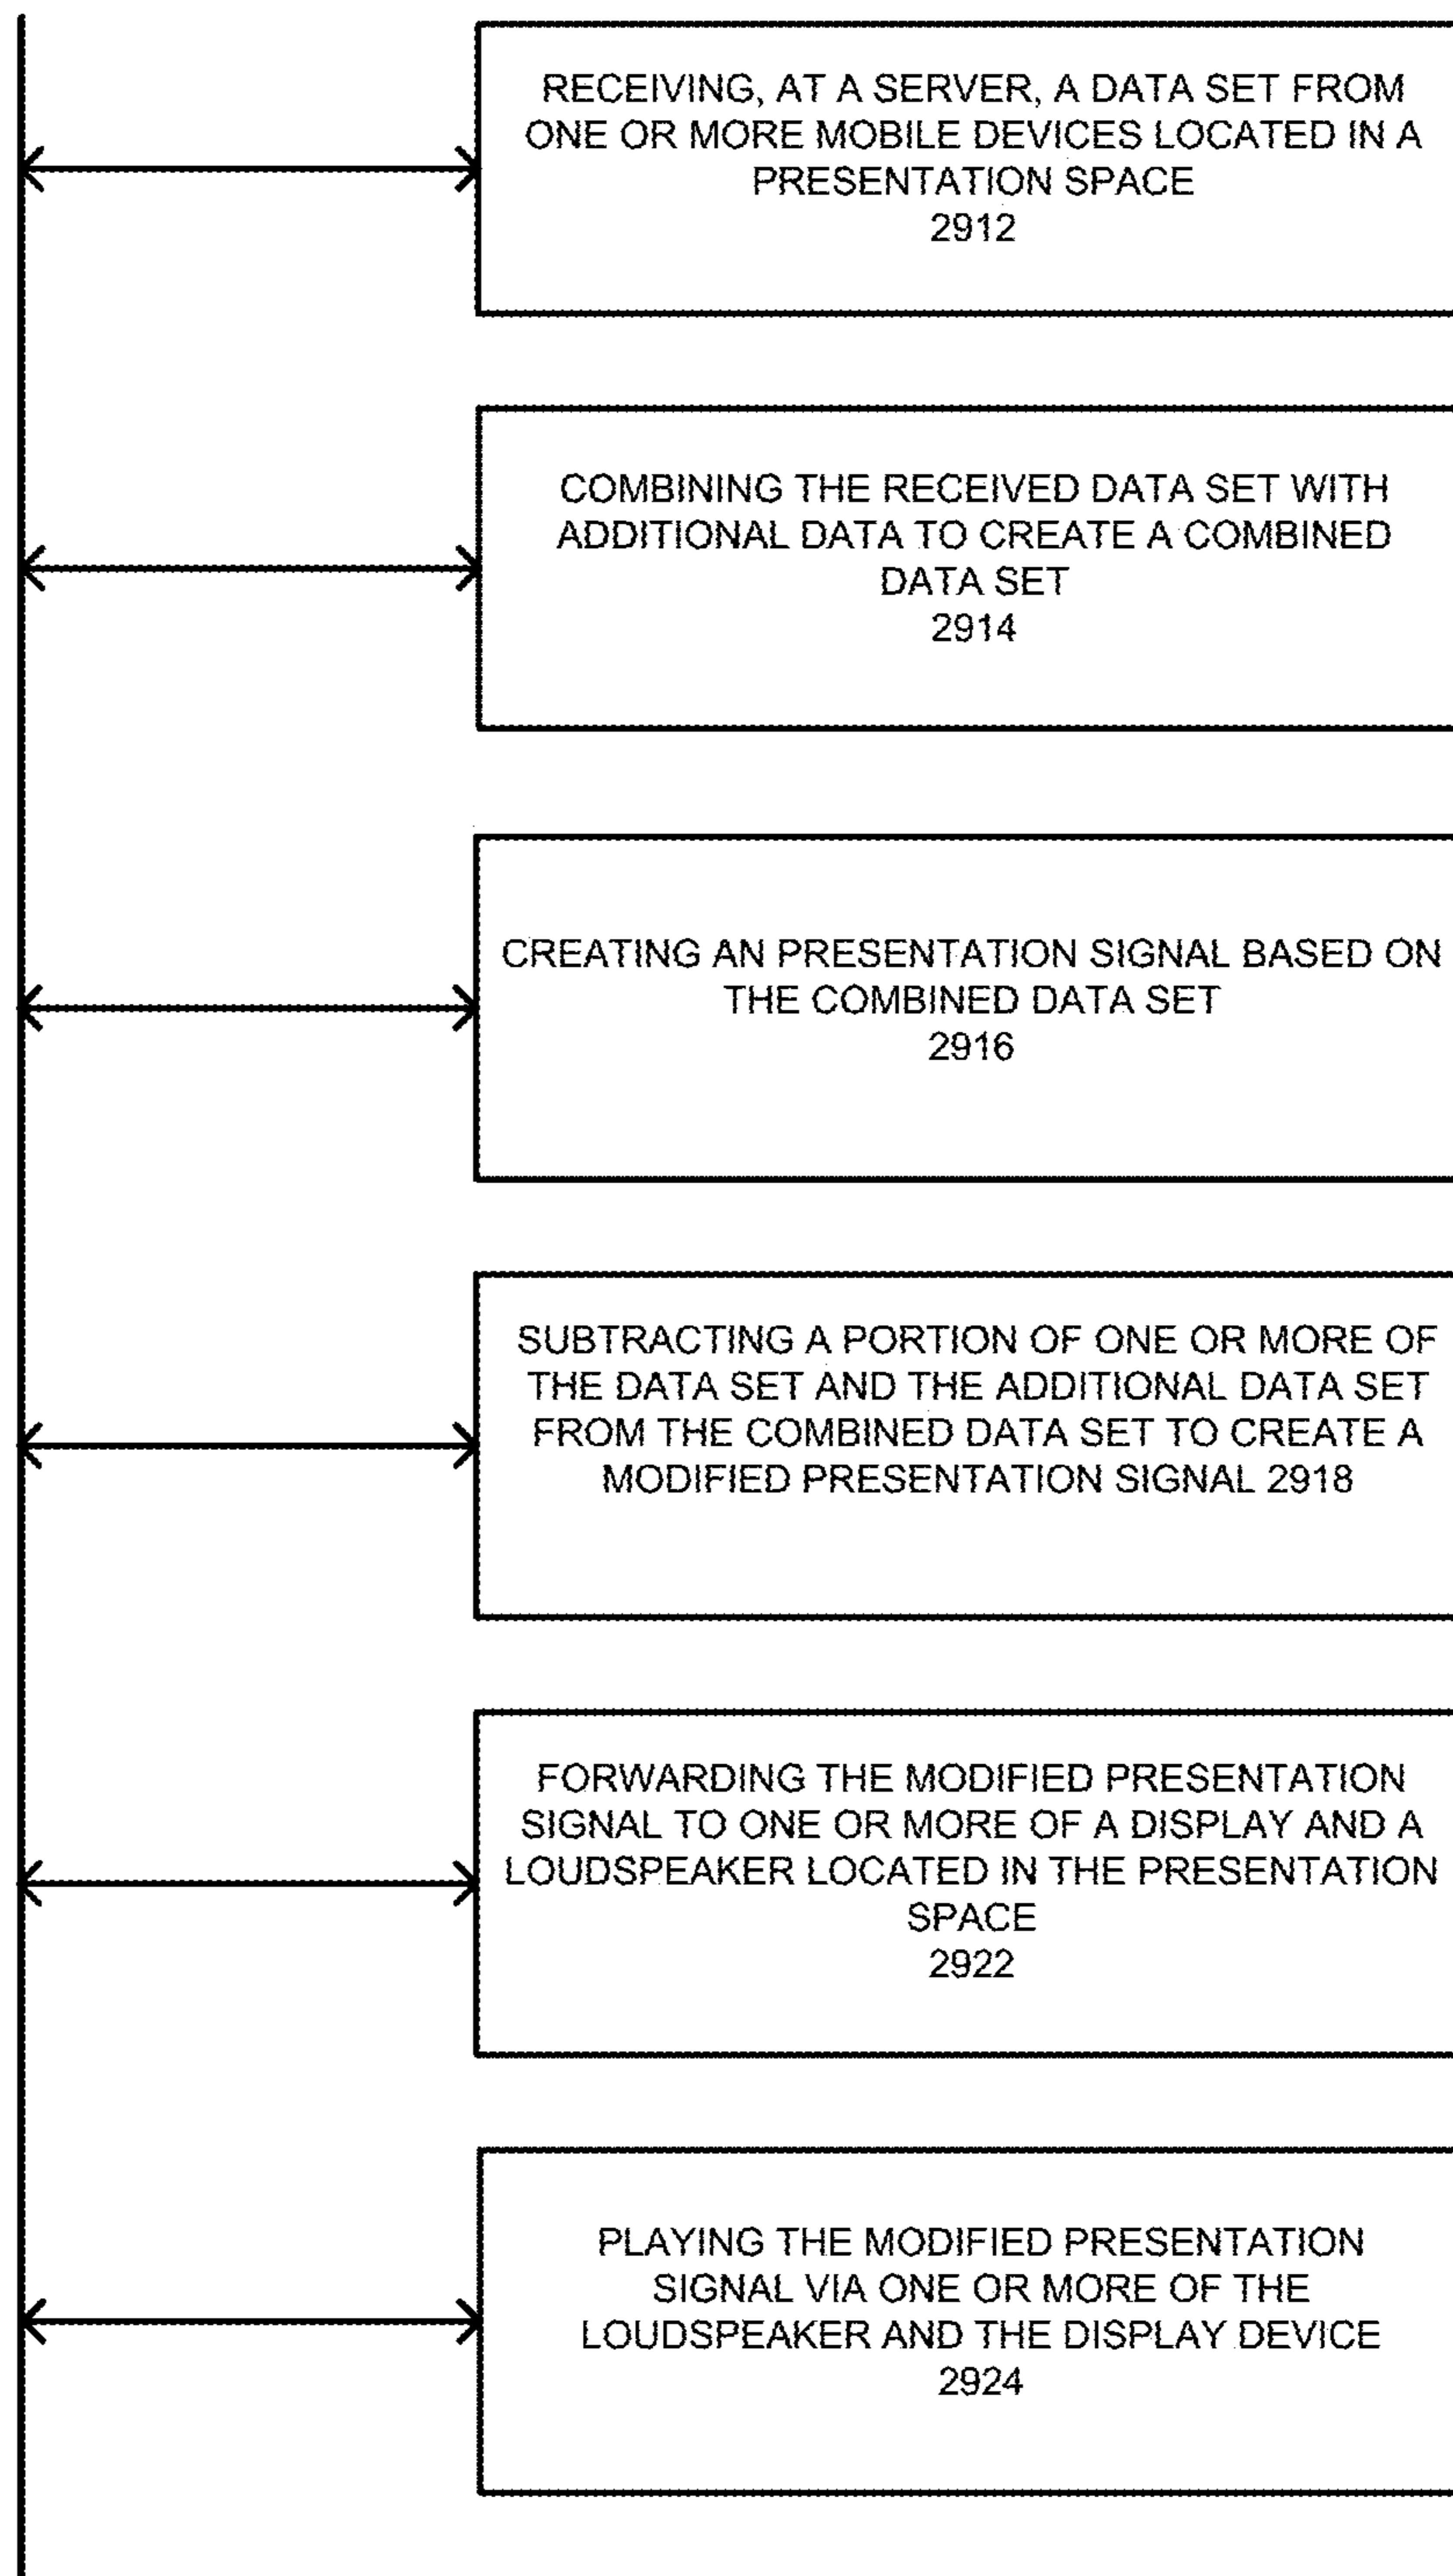 RECEIVING, AT A SERVER, A DATA SET FROM
ONE OR MORE MOBILE DEVICES LOCATED IN A
PRESENTATION SPACE
2912
COMBINING THE RECEIVED DATA SET WITH
ADDITIONAL DATA TO CREATE A COMBINED
DATA SET
2914
CREATING AN PRESENTATION SIGNAL BASED ON
THE COMBINED DATA SET
2916
SUBTRACTING A PORTION OF ONE OR MORE OF
THE DATA SET AND THE ADDITIONAL DATA SET
FROM THE COMBINED DATA SET TO CREATE A
MODIFIED PRESENTATION SIGNAL 2918
FORWARDING THE MODIFIED PRESENTATION
SIGNAL TO ONE OR MORE OF A DISPLAY AND A
LOUDSPEAKER LOCATED IN THE PRESENTATION
SPACE
2922
PLAYING THE MODIFIED PRESENTATION
SIGNAL VIA ONE OR MORE OF THE
LOUDSPEAKER AND THE DISPLAY DEVICE
2924